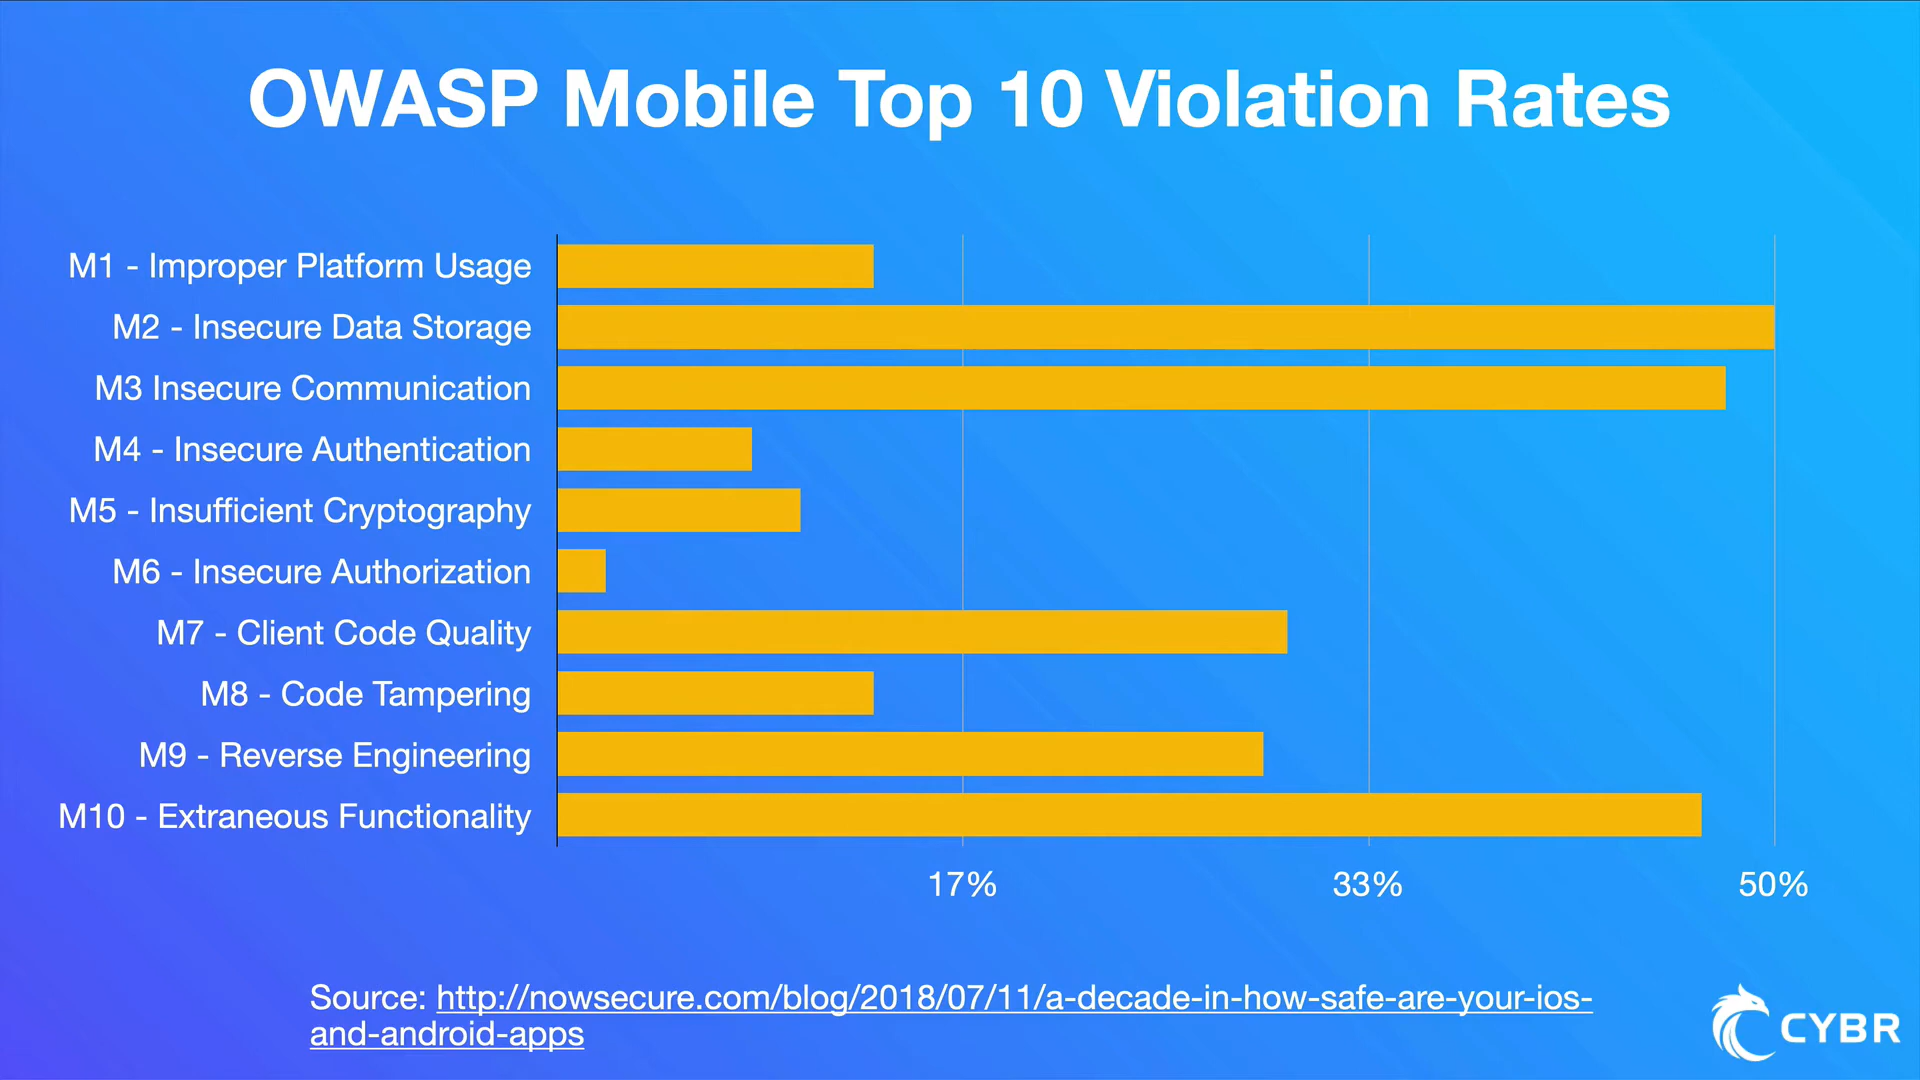 OWASP Mobile Top 10 Violation Rates
M1 - Improper Platform Usage
M2 - Insecure Data Storage
M3 Insecure Communication
M4 - Insecure Authentication
M5 - Insufficient Cryptography
M6 - Insecure Authorization
M7 - Client Code Quality
M8 - Code Tampering
M9 - Reverse Engineering
M10 - Extraneous Functionality
17% 33% 50%
Source: http://nowsecure.com/blog/2018/07/11/a-decade-in-how-safe-are-your-ios-
and-android-apps
CYBR